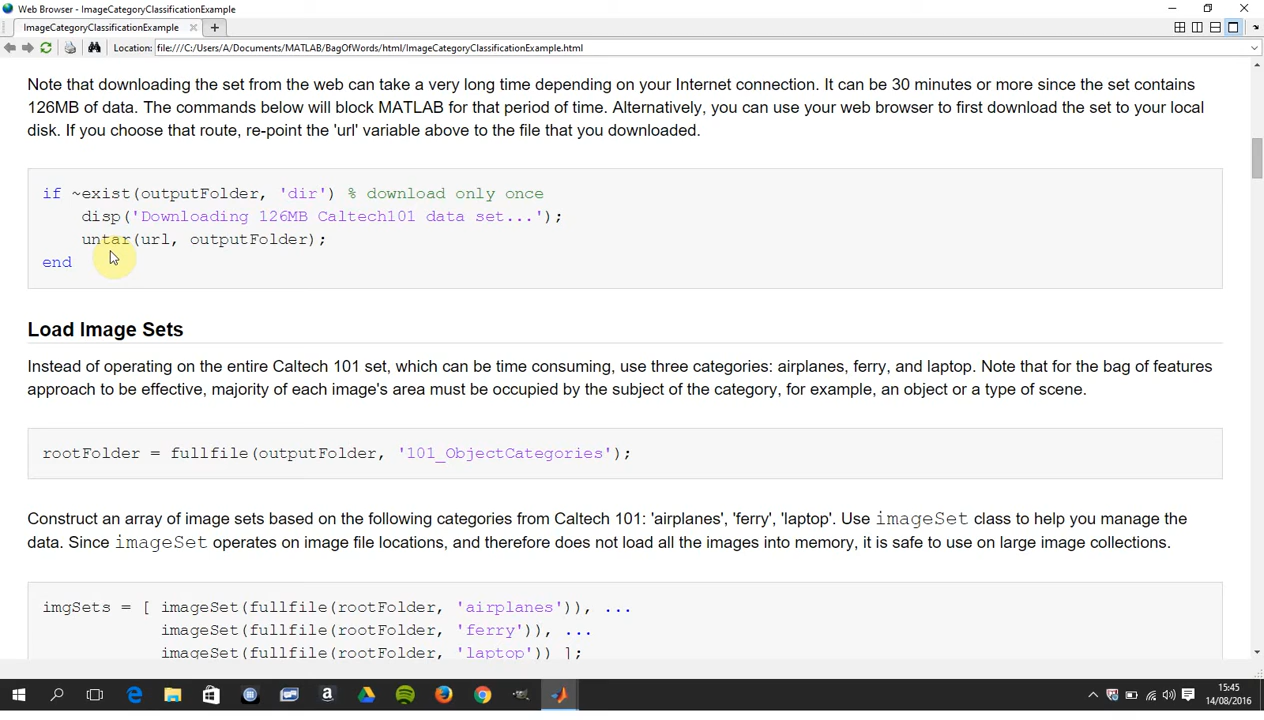 Web Browser - ImageCategoryClassificationExample
ImageCategoryClassificationExample
Location: file:///C:/Users/A/Documents/MATLAB/BagOfWords/html/ImageCategoryClassificationExample.html
Note that downloading the set from the web can take a very long time depending on your Internet connection. It can be 30 minutes or more since the set contains
126MB of data. The commands below will block MATLAB for that period of time. Alternatively, you can use your web browser to first download the set to your local
disk. If you choose that route, re-point the 'url' variable above to the file that you downloaded.
if ~exist(outputFolder, 'dir') % download only once
disp('Downloading 126MB Caltech101 data set...');
untar(url, outputFolder);
end
Load Image Sets
Instead of operating on the entire Caltech 101 set, which can be time consuming, use three categories: airplanes, ferry, and laptop. Note that for the bag of features
approach to be effective, majority of each image's area must be occupied by the subject of the category, for example, an object or a type of scene.
rootFolder = fullfile(outputFolder, '101_ObjectCategories');
Construct an array of image sets based on the following categories from Caltech 101: 'airplanes', 'ferry', 'laptop'. Use imageSet class to help you manage the
data. Since imageSet operates on image file locations, and therefore does not load all the images into memory, it is safe to use on large image collections.
imgSets = [ imageSet(fullfile(rootFolder, 'airplanes')), ...
imageSet(fullfile(rootFolder, 'ferry')), ...
imageSet(fullfile(rootFolder, 'laptop')) ];
15:45
14/08/2016